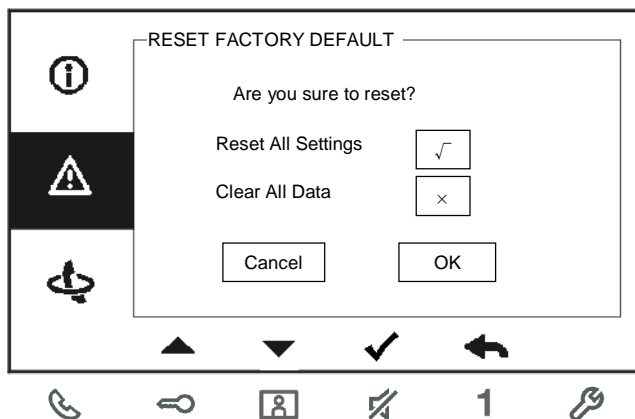 RESET FACTORY DEFAULT
Are you sure to reset?
Reset All Settings √
Clear All Data ×
Cancel OK
1